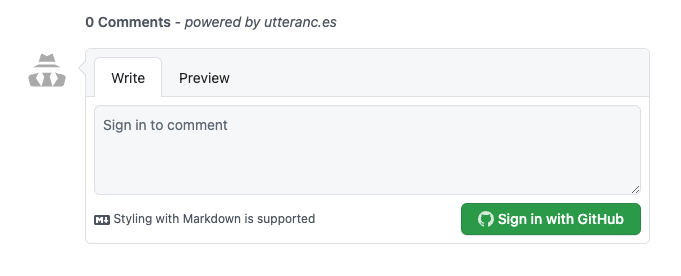 0 Comments - powered by utteranc.es
Write Preview
Sign in to comment
M↓ Styling with Markdown is supported
Sign in with GitHub